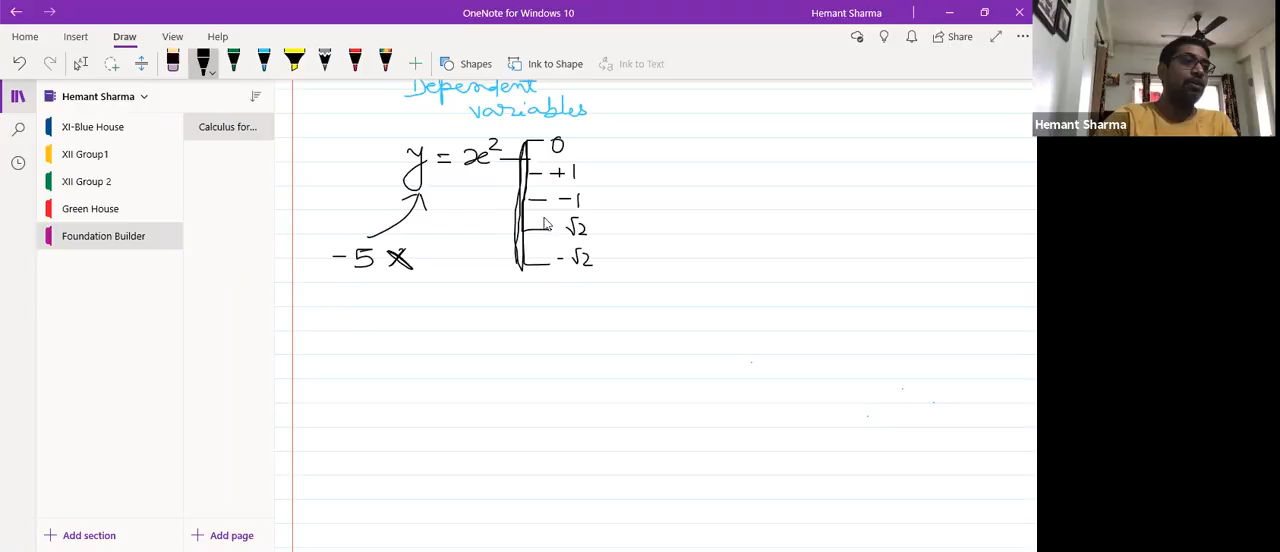 OneNote for Windows 10
Hemant Sharma
Home Insert Draw View Help
Share
Shapes
Ink to Shape
Ink to Text
Hemant Sharma
XI-Blue House
XII Group1
XII Group 2
Green House
Foundation Builder
Calculus for...
Add section
Add page
Dependent
variables
y = x² 0
+1
-1
√2
-√2
-5 ×
Hemant Sharma